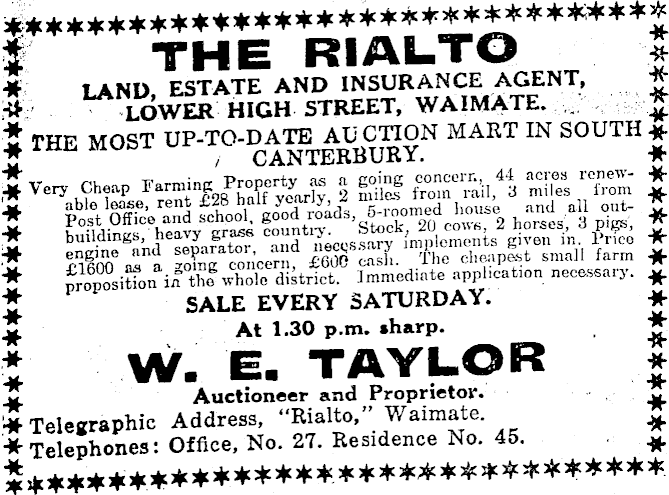 THE RIALTO
LAND, ESTATE AND INSURANCE AGENT,
LOWER HIGH STREET, WAIMATE.
THE MOST UP-TO-DATE AUCTION MART IN SOUTH
CANTERBURY.
Very Cheap Farming Property as a going concern, 44 acres renew-
able lease, rent £28 half yearly, 2 miles from rail, 3 miles from
Post Office and school, good roads, 5-roomed house and all out-
buildings, heavy grass country. Stock, 20 cows, 2 horses, 3 pigs,
engine and separator, and necessary implements given in. Price
£1600 as a going concern, £600 cash. The cheapest small farm
proposition in the whole district. Immediate application necessary.
SALE EVERY SATURDAY.
At 1.30 p.m. sharp.
W. E. TAYLOR
Auctioneer and Proprietor.
Telegraphic Address, "Rialto," Waimate.
Telephones: Office, No. 27. Residence No. 45.